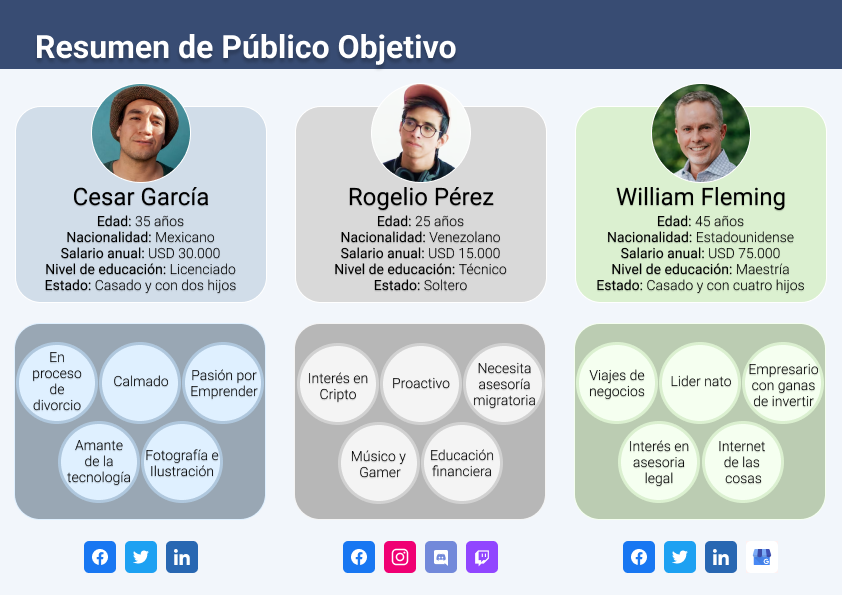 Resumen de Público Objetivo
Cesar García
Edad: 35 años
Nacionalidad: Mexicano
Salario anual: USD 30.000
Nivel de educación: Licenciado
Estado: Casado y con dos hijos
Rogelio Pérez
Edad: 25 años
Nacionalidad: Venezolano
Salario anual: USD 15.000
Nivel de educación: Técnico
Estado: Soltero
William Fleming
Edad: 45 años
Nacionalidad: Estadounidense
Salario anual: USD 75.000
Nivel de educación: Maestría
Estado: Casado y con cuatro hijos
En
proceso
de
divorcio
Calmado
Pasión por
Emprender
Amante
de la
tecnología
Fotografía e
Ilustración
Interés en
Cripto
Proactivo
Necesita
asesoría
migratoria
Músico y
Gamer
Educación
financiera
Viajes de
negocios
Lider nato
Empresario
con ganas
de invertir
Interés en
asesoria
legal
Internet
de las
cosas